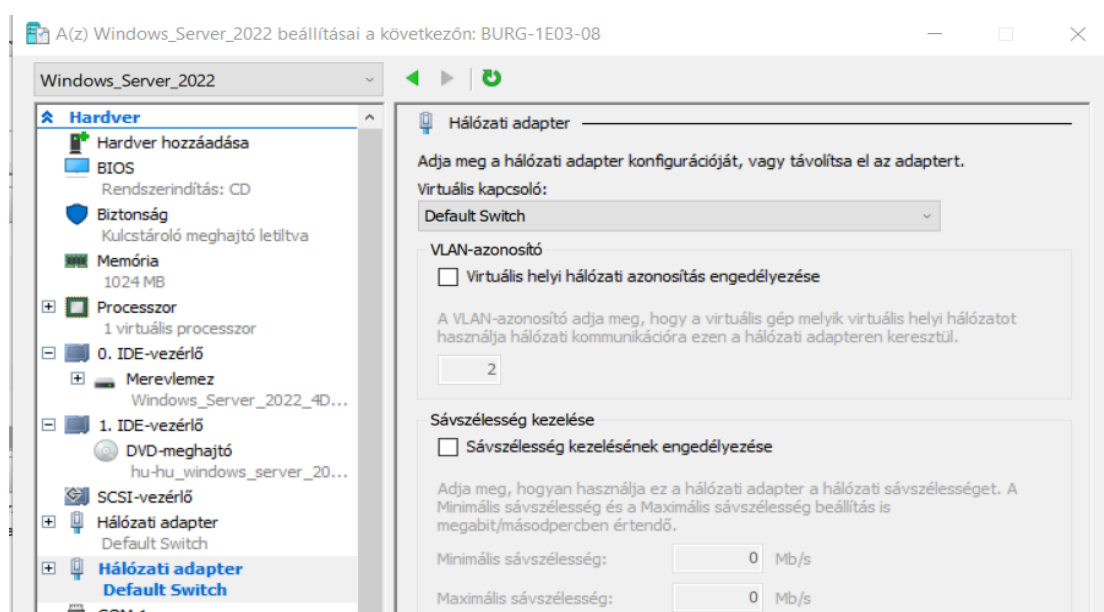 A(z) Windows_Server_2022 beállításai a következőn: BURG-1E03-08
Windows_Server_2022
Hardver
Hardver hozzáadása
BIOS
Rendszerindítás: CD
Biztonság
Kulcstároló meghajtó letiltva
Memória
1024 MB
Processzor
1 virtuális processzor
0. IDE-vezérlő
Merevlemez
Windows_Server_2022_4D...
1. IDE-vezérlő
DVD-meghajtó
hu-hu_windows_server_20...
SCSI-vezérlő
Hálózati adapter
Default Switch
Hálózati adapter
Default Switch
Hálózati adapter
Adja meg a hálózati adapter konfigurációját, vagy távolítsa el az adaptert.
Virtuális kapcsoló:
Default Switch
VLAN-azonosító
Virtuális helyi hálózati azonosítás engedélyezése
A VLAN-azonosító adja meg, hogy a virtuális gép melyik virtuális helyi hálózatot
használja hálózati kommunikációra ezen a hálózati adapteren keresztül.
2
Sávszélesség kezelése
Sávszélesség kezelésének engedélyezése
Adja meg, hogyan használja ez a hálózati adapter a hálózati sávszélességet. A
Minimális sávszélesség és a Maximális sávszélesség beállítás is
megabit/másodpercben értendő.
Minimális sávszélesség: 0 Mb/s
Maximális sávszélesség: 0 Mb/s